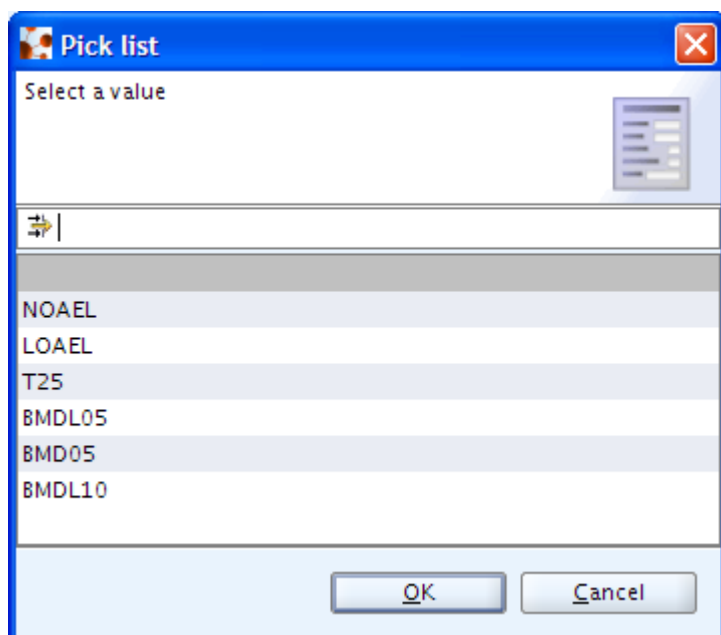 Pick list
Select a value
NOAEL
LOAEL
T25
BMDL05
BMD05
BMDL10
OK
Cancel